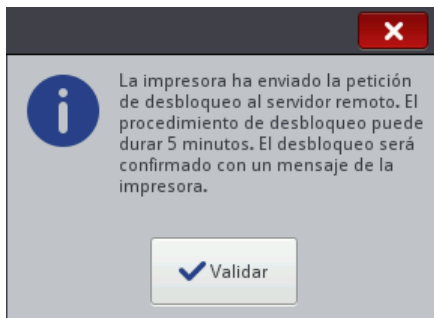 La impresora ha enviado la petición
de desbloqueo al servidor remoto. El
procedimiento de desbloqueo puede
durar 5 minutos. El desbloqueo será
confirmado con un mensaje de la
impresora.
Validar